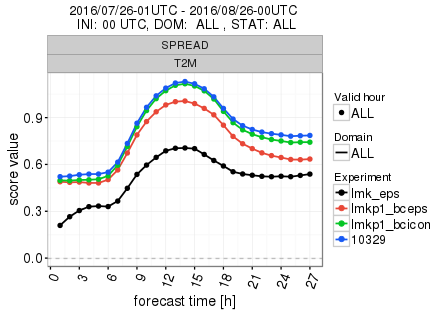 2016/07/26-01UTC - 2016/08/26-00UTC
INI: 00 UTC, DOM: ALL , STAT: ALL
SPREAD
T2M
score value
0.9
0.6
0.3
0.0
0
3
6
9
12
15
18
21
24
27
forecast time [h]
Valid hour
ALL
Domain
ALL
Experiment
lmk_eps
lmkp1_bceps
lmkp1_bcicon
10329